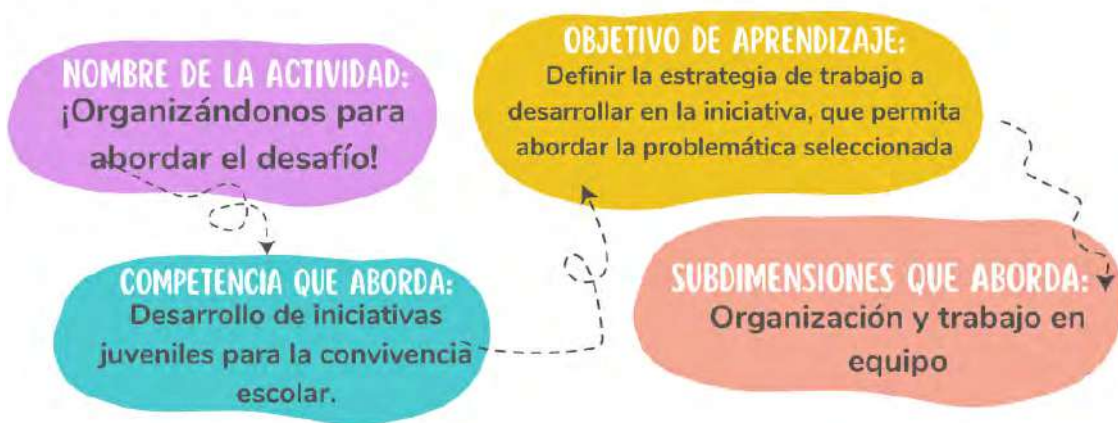 NOMBRE DE LA ACTIVIDAD:
¡Organizándonos para
abordar el desafío!
COMPETENCIA QUE ABORDA:
Desarrollo de iniciativas
juveniles para la convivencia
escolar.
OBJETIVO DE APRENDIZAJE:
Definir la estrategia de trabajo a
desarrollar en la iniciativa, que permita
abordar la problemática seleccionada
SUBDIMENSIONES QUE ABORDA:
Organización y trabajo en
equipo